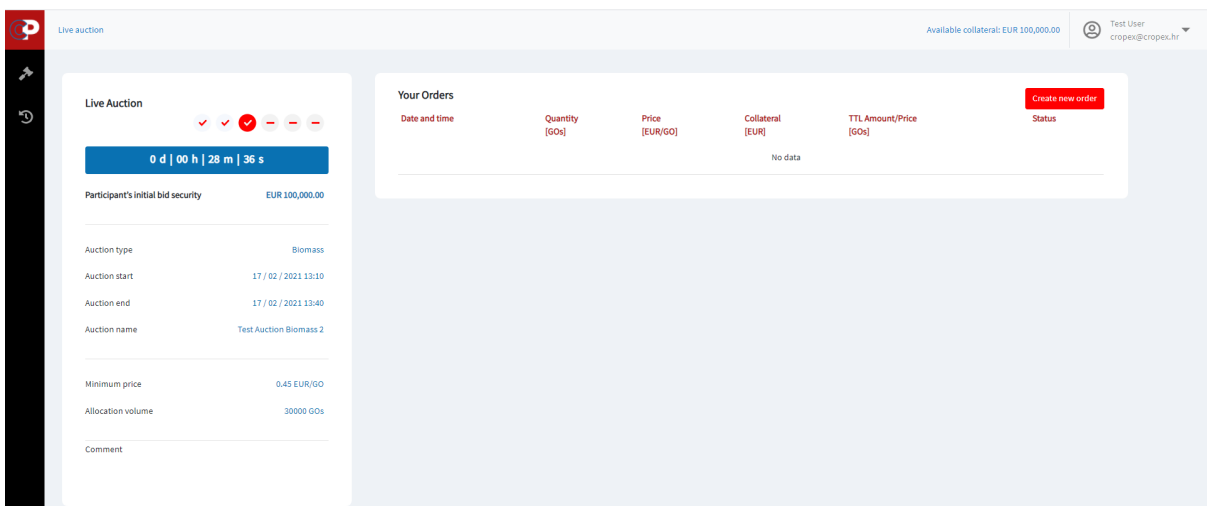 Live auction
Available collateral: EUR 100,000.00
Test User
cropex@cropex.hr
Live Auction
0 d | 00 h | 28 m | 36 s
Participant's initial bid security EUR 100,000.00
Auction type Biomass
Auction start 17 / 02 / 2021 13:10
Auction end 17 / 02 / 2021 13:40
Auction name Test Auction Biomass 2
Minimum price 0.45 EUR/GO
Allocation volume 30000 GOs
Comment
Your Orders
Create new order
Date and time Quantity Price Collateral TTL Amount/Price Status
[GOs] [EUR/GO] [EUR] [GOs]
No data